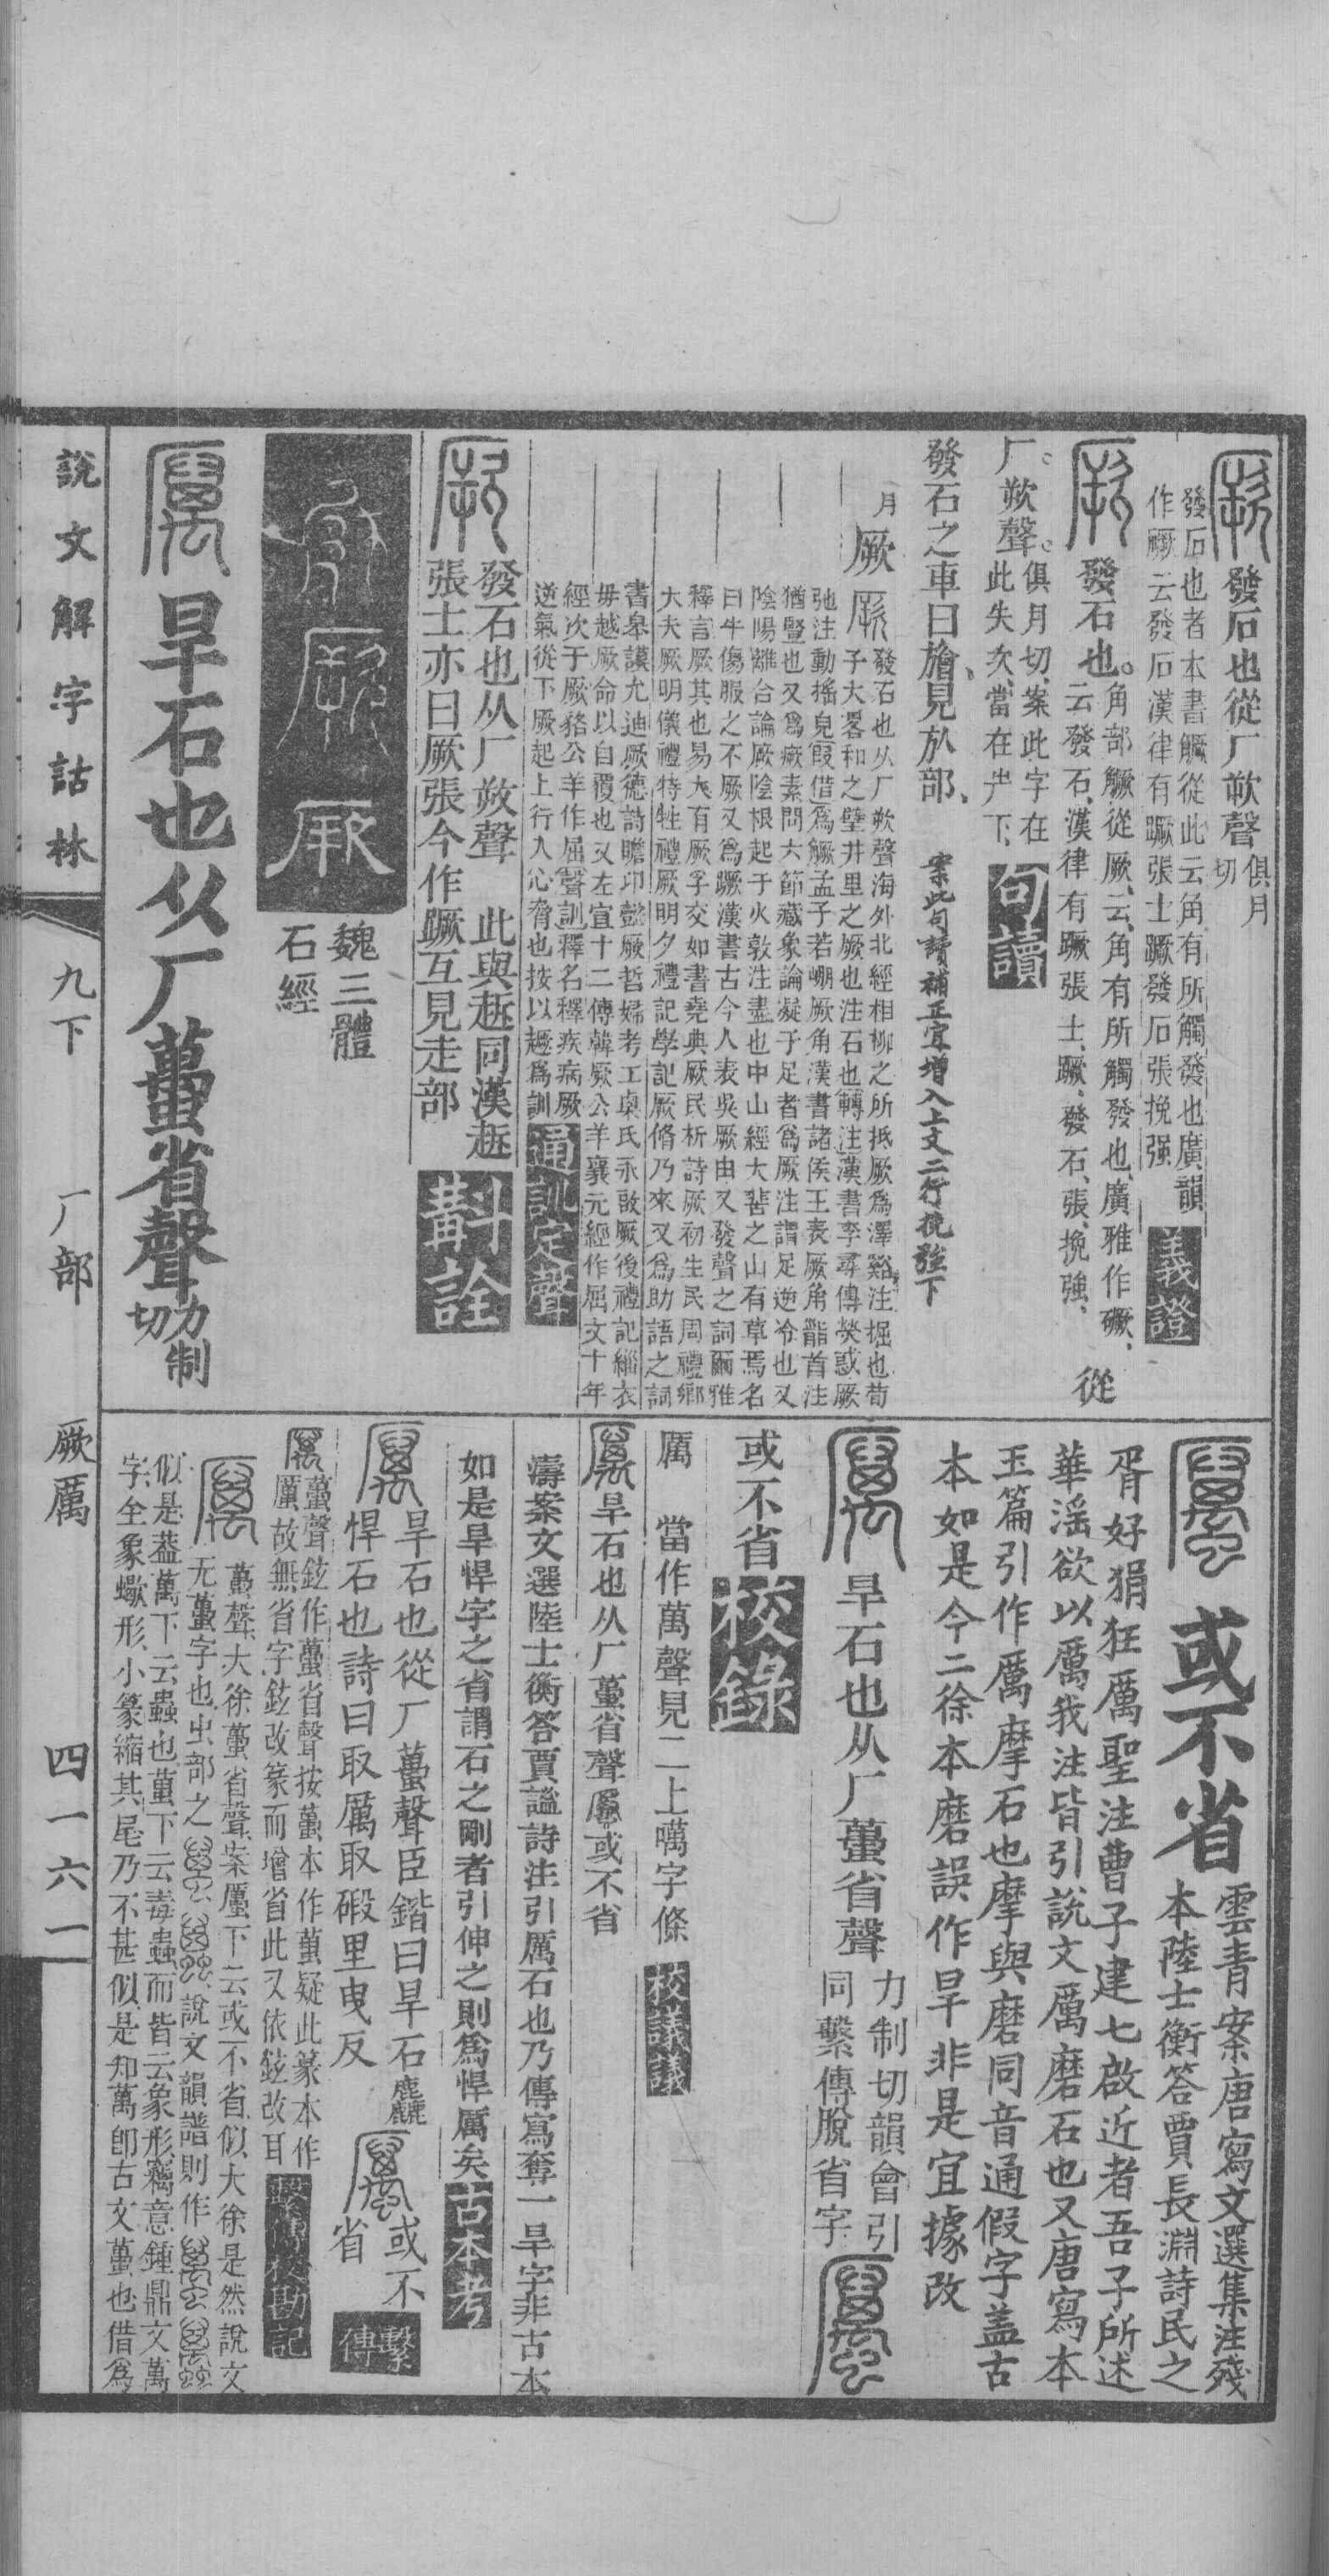 發石也從厂欮聲俱月切
發石也者本書觼從此云角有所觸發也廣韻
作𥕲云發石漢律有蹶張士蹶發石張挽强
義證
發石也。角部觼從厥、云、角有所觸發也、廣雅作𥕲、
云發石、漢律有蹶張士、蹶、發石、張、挽強、
從
厂。欮聲。俱月切、案此字在
此失次、當在屵下、
句讀
發石之車曰旝、見㫃部、
案此句讀補正宜增入上文二行挽強下
月
厥 發石也从厂欮聲海外北經相柳之所抵厥爲澤谿注掘也荀
子大畧和之璧井里之厥也注石也轉注漢書李尋傳熒惑厥
弛注動搖皃叚借爲觼孟子若崩厥角漢書諸侯王表厥角䭫首注
猶豎也又爲瘚素問六節藏象論凝于足者爲厥注謂足逆冷也又
陰陽離合論厥陰根起于火敦注盡也中山經大𦶜之山有草焉名
曰牛傷服之不厥又爲蹶漢書古今人表吳厥由又發聲之詞爾雅
釋言厥其也易大有厥孚交如書堯典厥民析詩厥初生民周禮鄉
大夫厥明儀禮特牲禮厥明夕禮記學記厥脩乃來又爲助語之詞
書皋謨允迪厥德詩瞻卬懿厥哲婦考工㮚氏永啟厥後禮記緇衣
毋越厥命以自覆也又左宣十二傳韓厥公羊襄元經作屈文十年
經次于厥貉公羊作屈聲訓釋名釋疾病厥
逆氣從下厥起上行入心脅也按以趣爲訓
通訓定聲
發石也从厂欮聲 此與趉同漢趉
張士亦曰厥張今作蹶互見走部
斠詮
厥
魏三體
石經
旱石也从厂蠆省聲力制切
或不省
雲青案唐寫文選集注殘
本陸士衡答賈長淵詩民之
胥好狷狂厲聖注曹子建七啟近者吾子所述
華淫欲以厲我注皆引說文厲磨石也又唐寫本
玉篇引作厲摩石也摩與磨同音通假字盖古
本如是今二徐本磨誤作旱非是宜據改
旱石也从厂蠆省聲
力制切韻會引
同繫傳脫省字
或不省
校錄
厲 當作萬聲見二上囆字條
校議議
旱石也从厂蠆省聲 或不省
濤案文選陸士衡答賈謐詩注引厲石也乃傳寫奪一旱字非古本
如是旱悍字之省謂石之剛者引伸之則爲悍厲矣
古本考
旱石也從厂蠆聲臣鍇曰旱石麤
悍石也詩曰取厲取碫里曳反
或不
省
繫傳
蠆聲鉉作蠆省聲按蠆本作𧍣疑此篆本作
厲故無省字鉉改篆而增省此又依鉉改耳
繫傳校勘記
蠆聲、大徐蠆省聲、案厲下云或不省、似大徐是、然說文
无蠆字也、虫部之 說文韻譜則作
似是葢萬下云蟲也𧍣下云毒蟲、而皆云象形、竊意鍾鼎文萬
字、全象蠍形、小篆縮其尾乃不甚似、是知萬卽古文蠆也借爲
說文解字詁林
九下 厂部 厥厲 四一六二